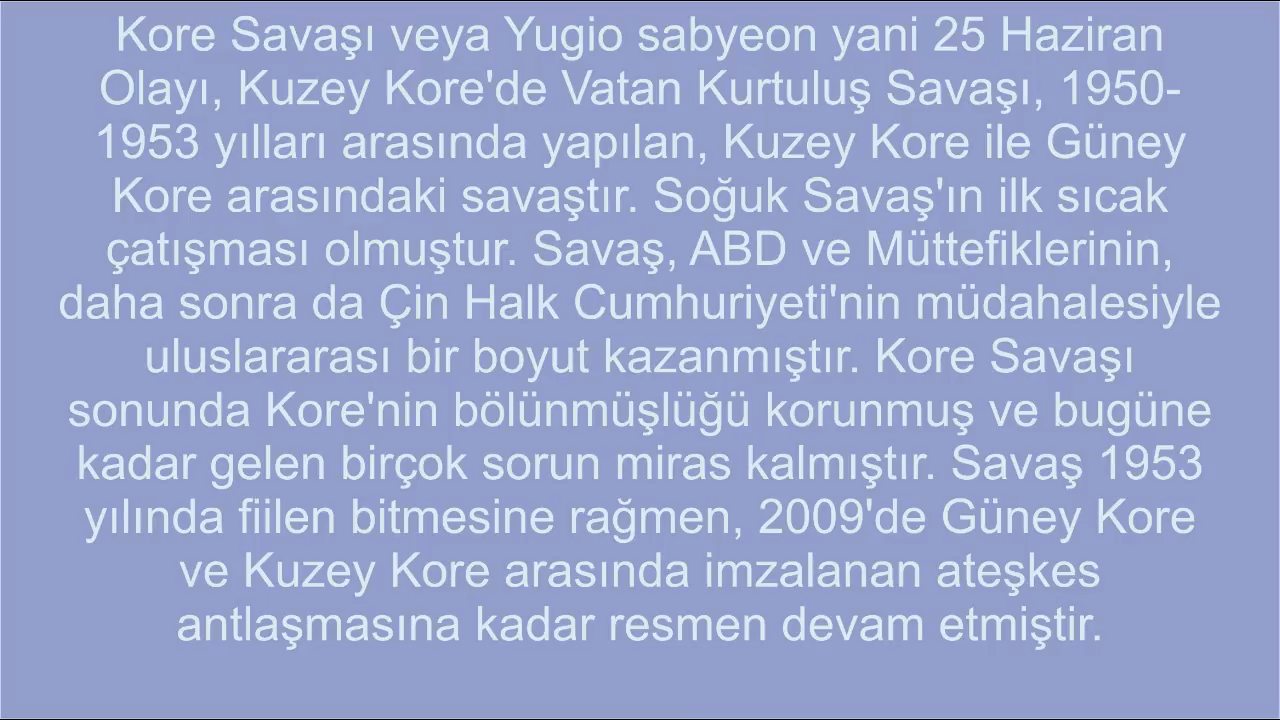 Kore Savaşı veya Yugio sabyeon yani 25 Haziran
Olayı, Kuzey Kore'de Vatan Kurtuluş Savaşı, 1950-
1953 yılları arasında yapılan, Kuzey Kore ile Güney
Kore arasındaki savaştır. Soğuk Savaş'ın ilk sıcak
çatışması olmuştur. Savaş, ABD ve Müttefiklerinin,
daha sonra da Çin Halk Cumhuriyeti'nin müdahalesiyle
uluslararası bir boyut kazanmıştır. Kore Savaşı
sonunda Kore'nin bölünmüşlüğü korunmuş ve bugüne
kadar gelen birçok sorun miras kalmıştır. Savaş 1953
yılında fiilen bitmesine rağmen, 2009'de Güney Kore
ve Kuzey Kore arasında imzalanan ateşkes
antlaşmasına kadar resmen devam etmiştir.